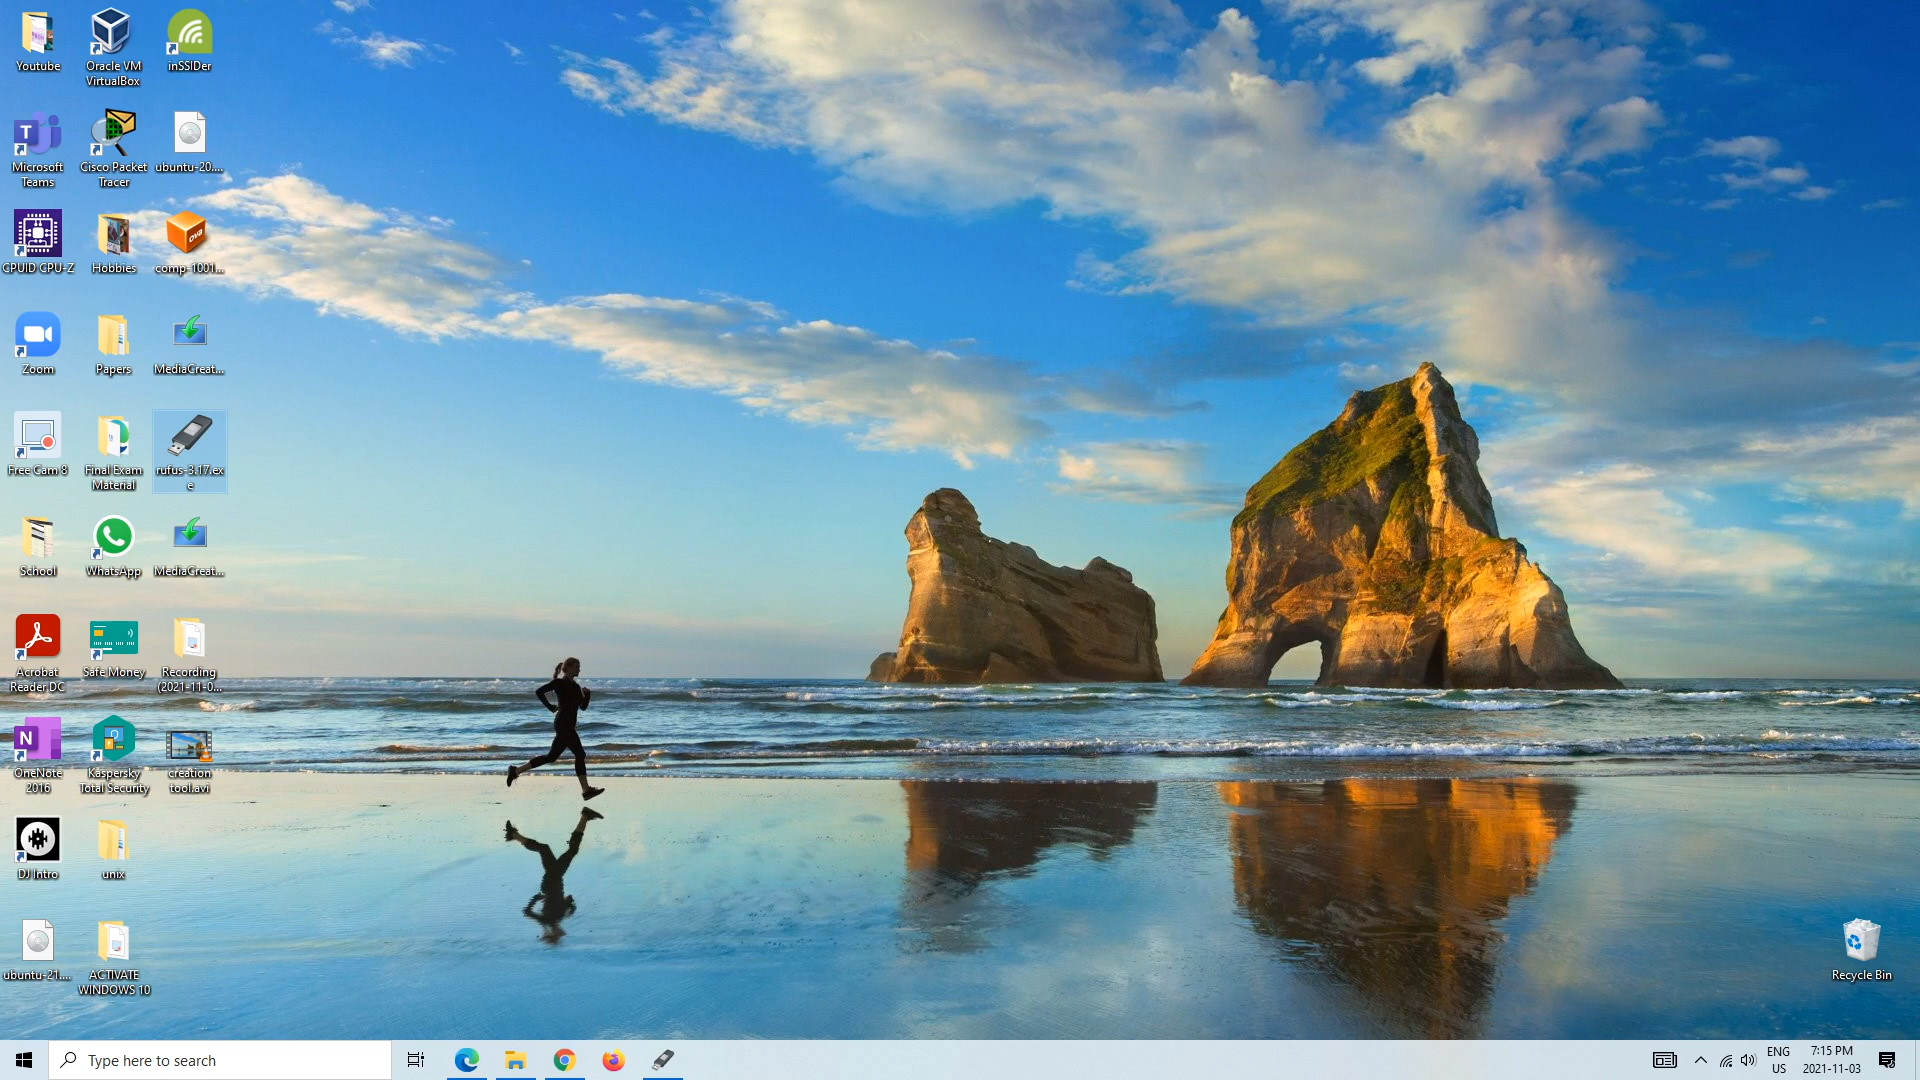 Youtube
Oracle VM
VirtualBox
inSSIDer
T
Microsoft
Teams
Cisco Packet
Tracer
ubuntu-20....
CPUID CPU-Z
Hobbies
ova
comp-1001...
Zoom
Papers
MediaCreat...
Free Cam 8
Final Exam
Material
rufus-3.17.ex
e
School
WhatsApp
MediaCreat...
Acrobat
Reader DC
Safe Money
Recording
(2021-11-0...
N
OneNote
2016
Kaspersky
Total Security
creation
tool.avi
DJ Intro
unix
ubuntu-21....
ACTIVATE
WINDOWS 10
Recycle Bin
Type here to search
ENG
US
7:15 PM
2021-11-03